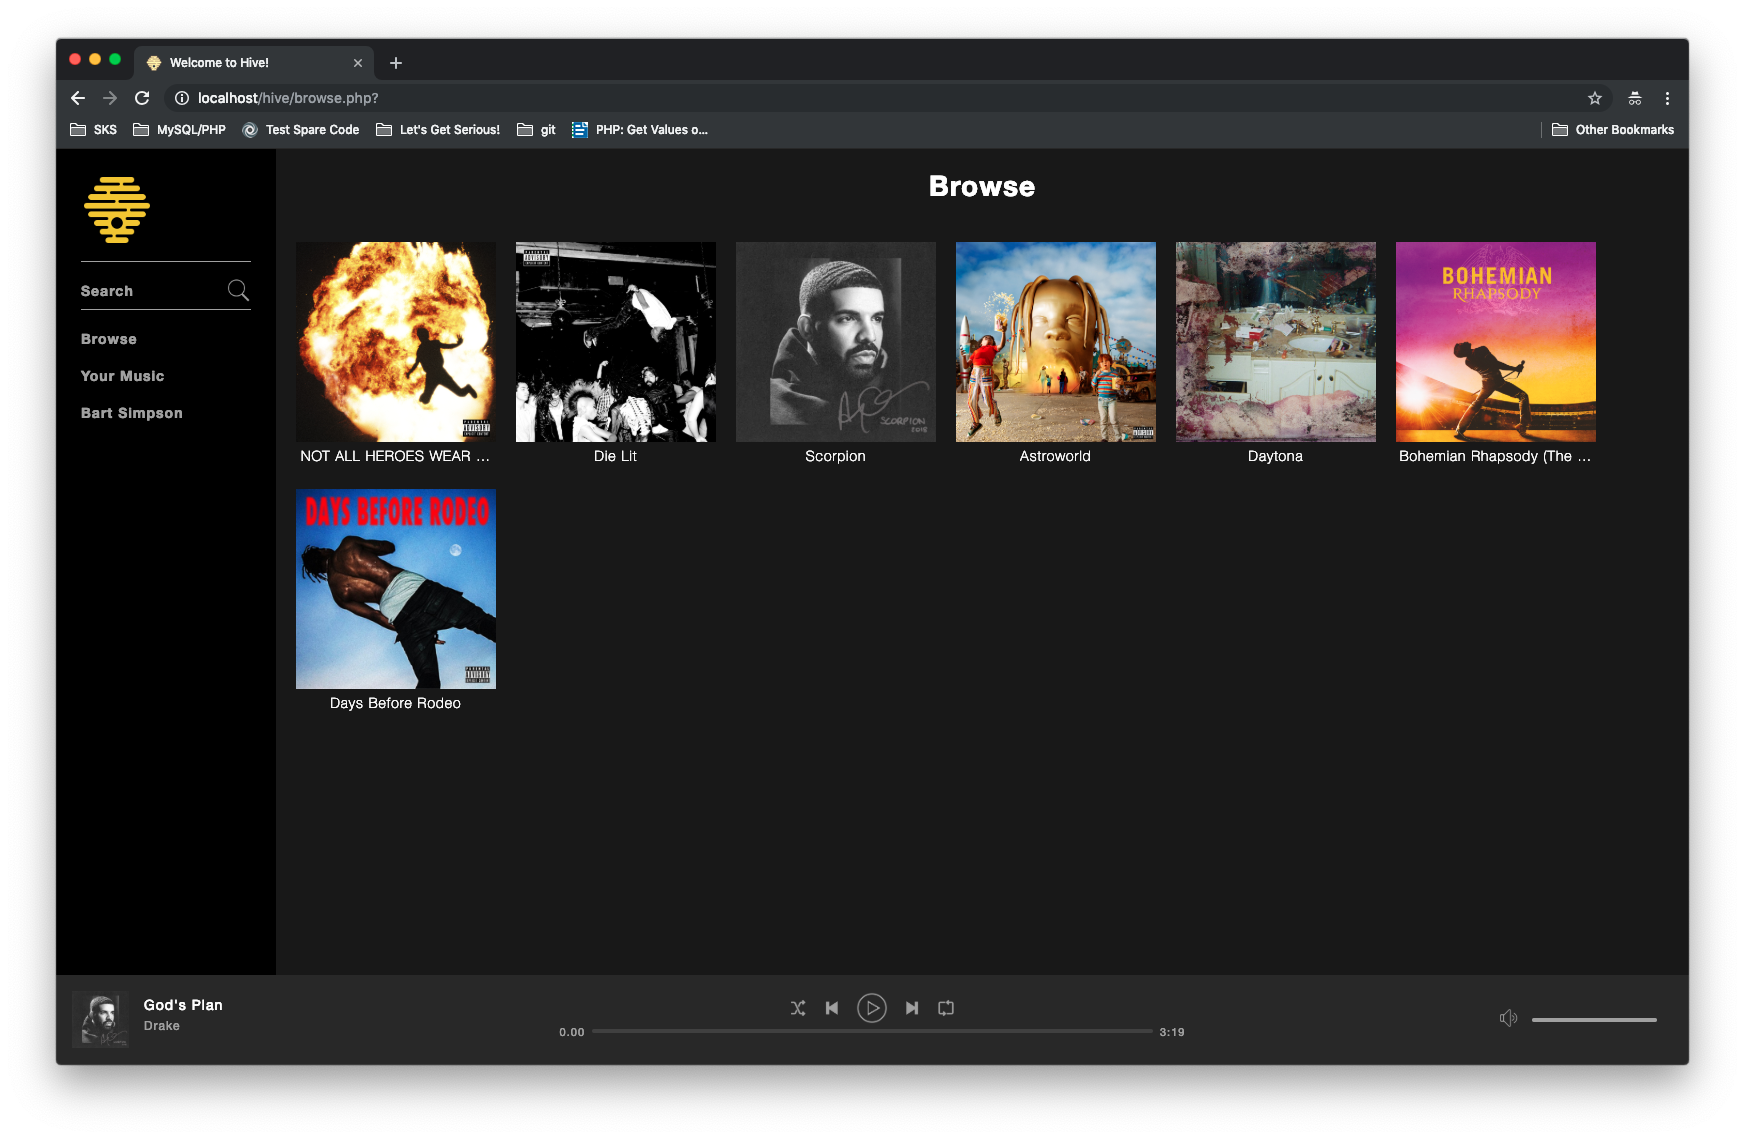 Welcome to Hive!
localhost/hive/browse.php?
SKS
MySQL/PHP
Test Spare Code
Let's Get Serious!
git
PHP: Get Values o...
Other Bookmarks
Browse
Search
Browse
Your Music
Bart Simpson
SCORPION
BOHEMIAN
RHAPSODY
NOT ALL HEROES WEAR ...
Die Lit
Scorpion
Astroworld
Daytona
Bohemian Rhapsody (The ...
DAYS BEFORE RODEO
Days Before Rodeo
God's Plan
Drake
0.00
3:19